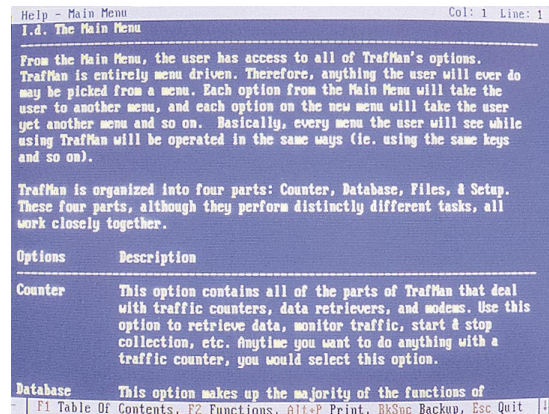 Help - Main Menu Col: 1 Line: 1
I.d. The Main Menu
From the Main Menu, the user has access to all of TrafMan's options.
TrafMan is entirely menu driven. Therefore, anything the user will ever do
may be picked from a menu. Each option from the Main Menu will take the
user to another menu, and each option on the new menu will take the user
yet another menu and so on. Basically, every menu the user will see while
using TrafMan will be operated in the same ways (ie. using the same keys
and so on).
TrafMan is organized into four parts: Counter, Database, Files, & Setup.
These four parts, although they perform distinctly different tasks, all
work closely together.
Options Description
Counter This option contains all of the parts of TrafMan that deal
with traffic counters, data retrievers, and modems. Use this
option to retrieve data, monitor traffic, start & stop
collection, etc. Anytime you want to do anything with a
traffic counter, you would select this option.
Database This option makes up the majority of the functions of
F1 Table Of Contents, F2 Functions, Alt+P Print, BkSpc Backup, Esc Quit